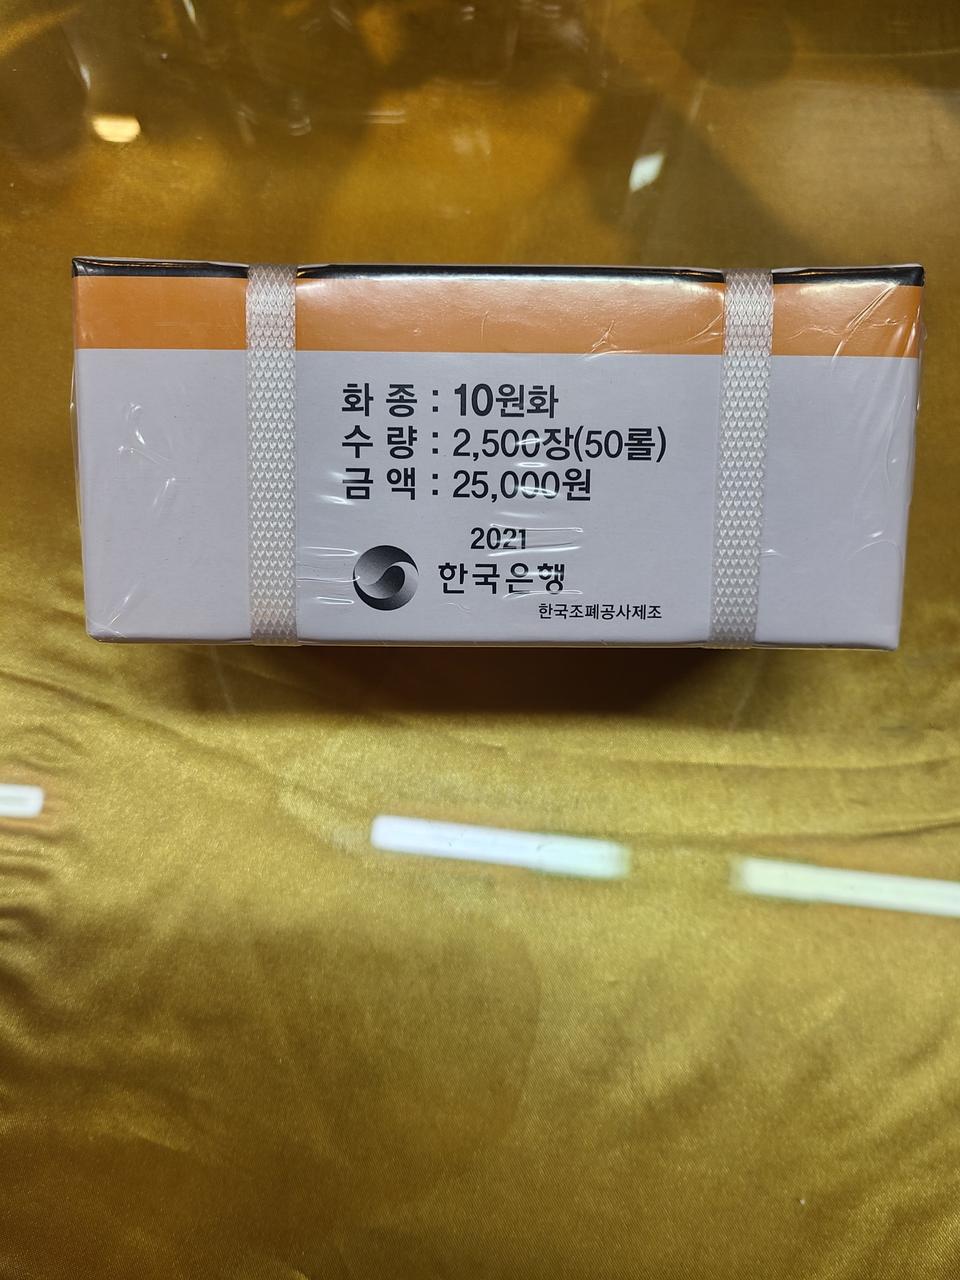 화 종 : 10원화
수 량 : 2,500장(50롤)
금 액 : 25,000원
2021
한국은행
한국조폐공사제조